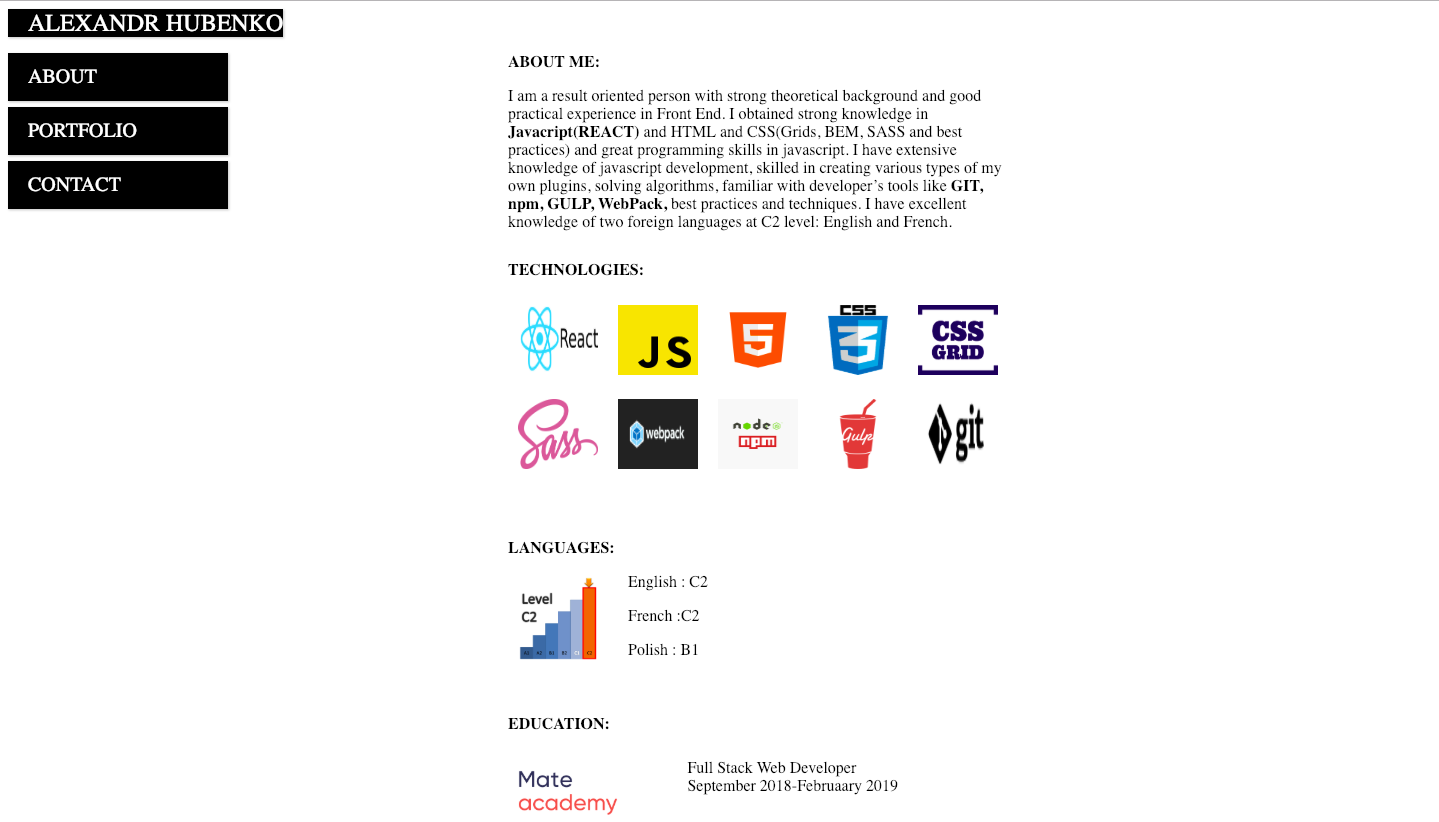 ALEXANDR HUBENKO
ABOUT
PORTFOLIO
CONTACT
ABOUT ME:
I am a result oriented person with strong theoretical background and good
practical experience in Front End. I obtained strong knowledge in
Javacript(REACT) and HTML and CSS(Grids, BEM, SASS and best
practices) and great programming skills in javascript. I have extensive
knowledge of javascript development, skilled in creating various types of my
own plugins, solving algorithms, familiar with developer’s tools like GIT,
npm, GULP, WebPack, best practices and techniques. I have excellent
knowledge of two foreign languages at C2 level: English and French.
TECHNOLOGIES:
React
JS
5
CSS
3
CSS
GRID
Sass
webpack
node
npm
Gulp
git
LANGUAGES:
Level
C2
English : C2
French :C2
Polish : B1
EDUCATION:
Mate
academy
Full Stack Web Developer
September 2018-Februaary 2019